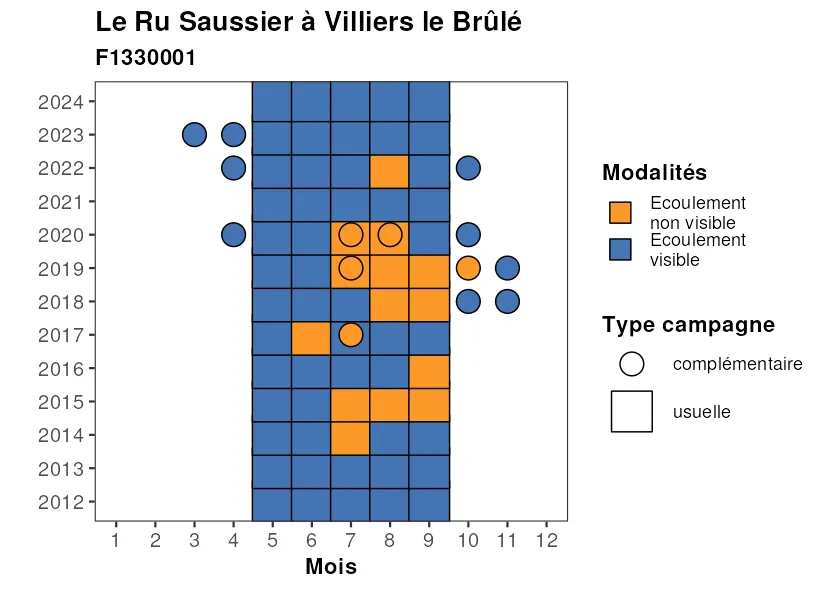 Le Ru Saussier à Villiers le Brûlé
F1330001
2024
2023
2022
2021
2020
2019
2018
2017
2016
2015
2014
2013
2012
1 2 3 4 5 6 7 8 9 10 11 12
Mois
Modalités
Ecoulement
non visible
Ecoulement
visible
Type campagne
complémentaire
usuelle